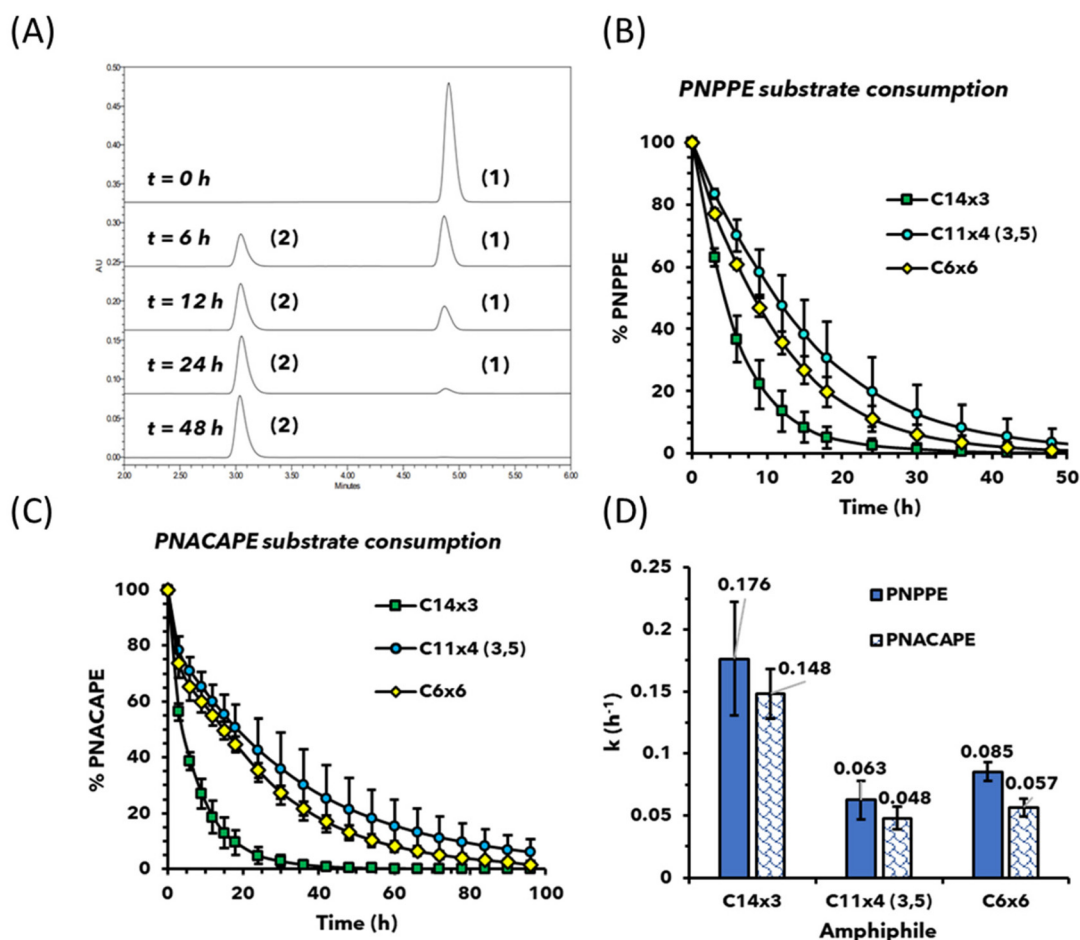 (A)
0.50
0.45
0.40
0.35
0.30
0.25
0.20
0.15
0.10
0.05
0.00
AU
t = 0 h
(1)
t = 6 h
(2)
(1)
t = 12 h
(2)
(1)
t = 24 h
(2)
(1)
t = 48 h
(2)
2.00
2.50
3.00
3.50
4.00
4.50
5.00
5.50
6.00
Minutes
(B)
PNPPE substrate consumption
100
80
60
40
20
0
% PNPPE
C14x3
C11x4 (3,5)
C6x6
0
10
20
30
40
50
Time (h)
(C)
PNACAPE substrate consumption
100
80
60
40
20
0
% PNACAPE
C14x3
C11x4 (3,5)
C6x6
0
20
40
60
80
100
Time (h)
(D)
0.25
0.2
0.15
0.1
0.05
0
k (h-1)
PNPPE
PNACAPE
0.176
0.148
0.063
0.048
0.085
0.057
C14x3
C11x4 (3,5)
C6x6
Amphiphile